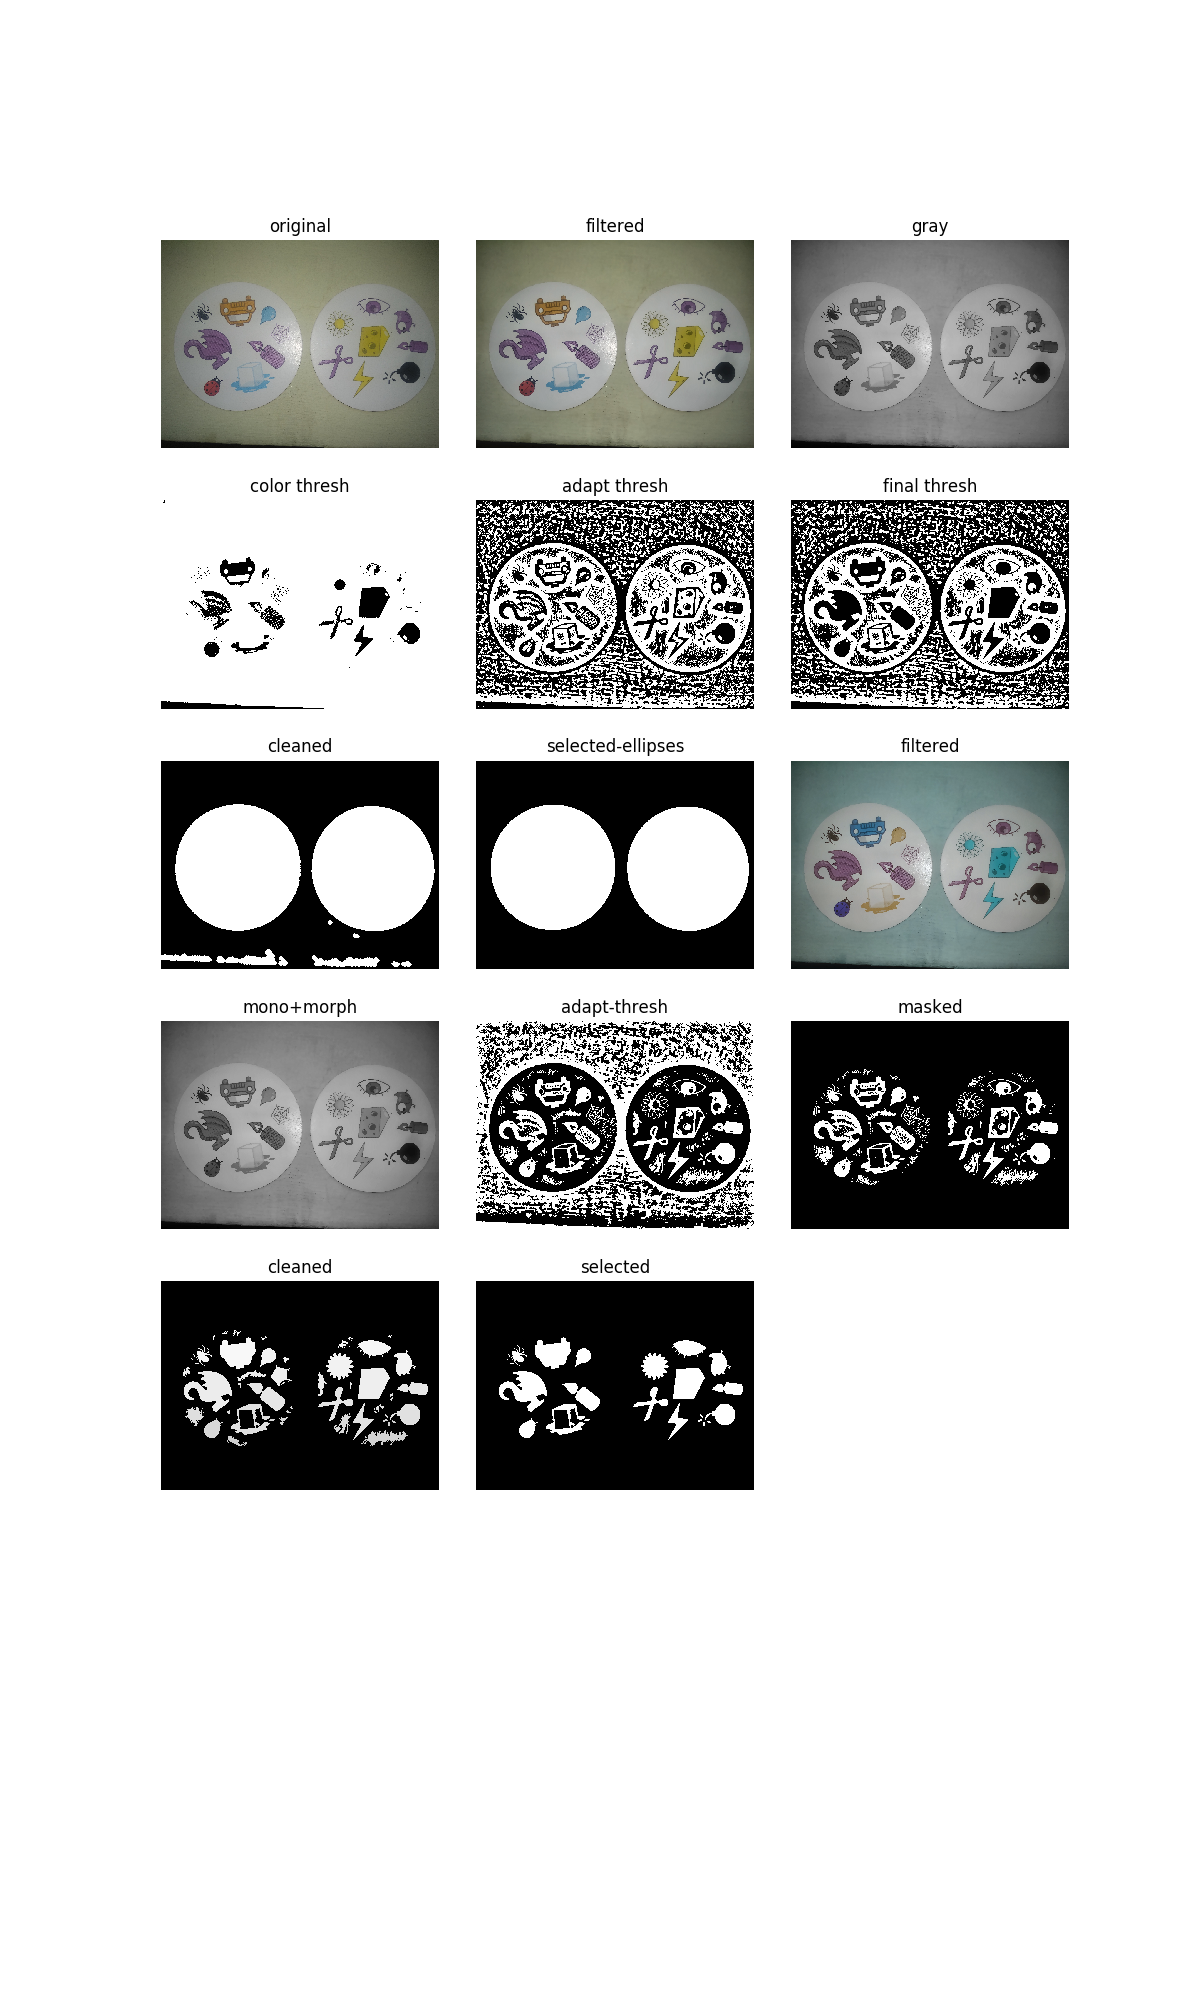 original
filtered
gray
color thresh
adapt thresh
final thresh
cleaned
selected-ellipses
filtered
mono+morph
adapt-thresh
masked
cleaned
selected